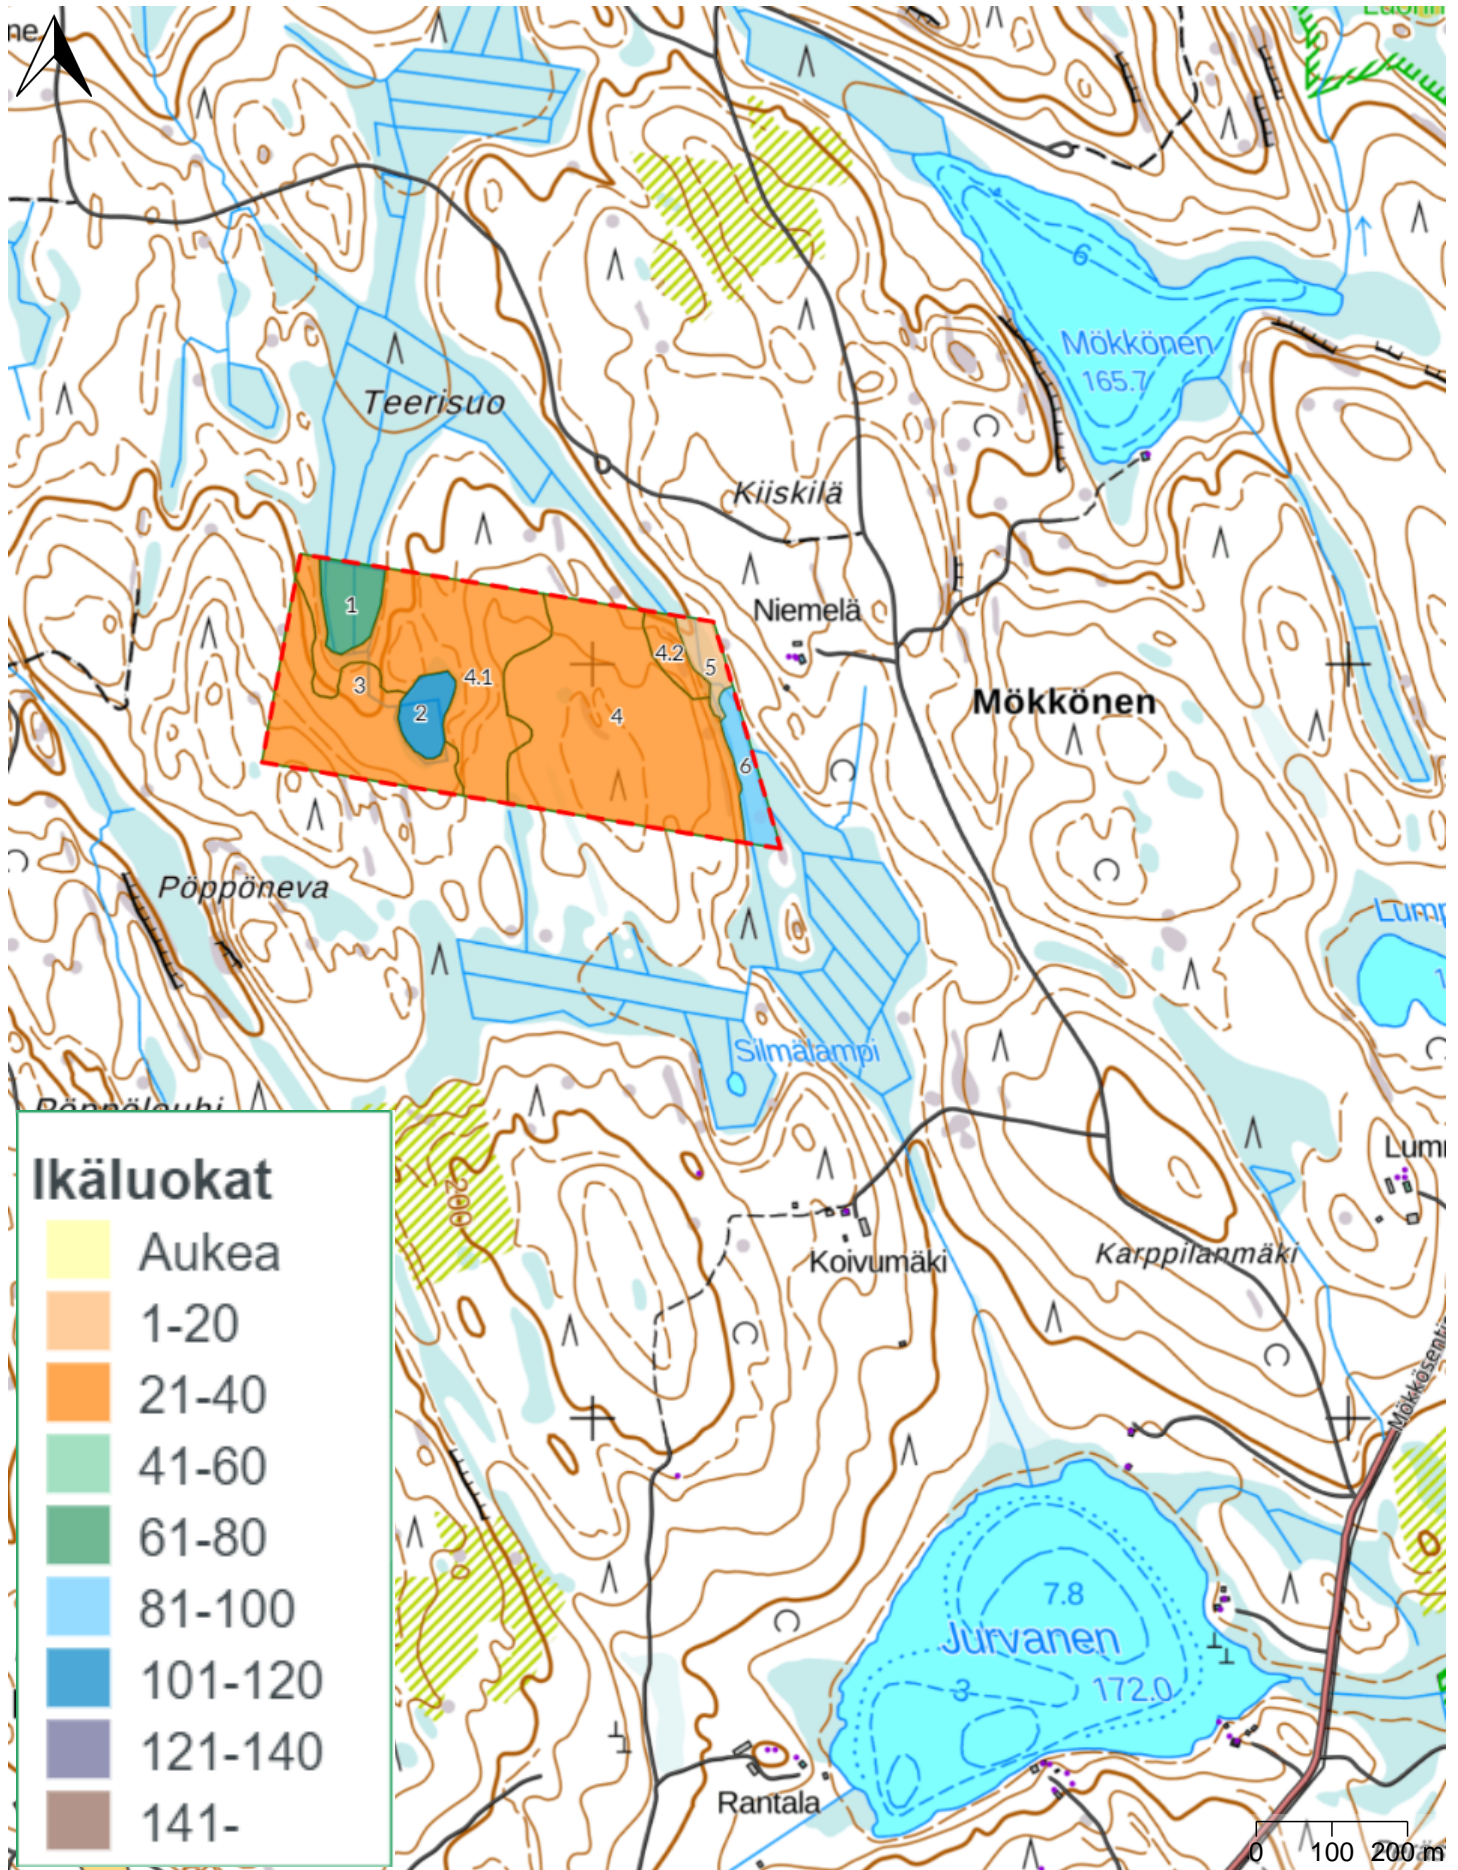 6
Mökkönen
165.7
Teerisuo
Kiiskilä
Niemelä
1
4.2
5
3
4.1
2
4
6
Mökkönen
Pöppöneva
Silmälampi
200
Koivumäki
Karppilanmäki
Ikäluokat
Aukea
1-20
21-40
41-60
61-80
81-100
101-120
121-140
141-
7.8
Jurvanen
3
172.0
Rantala
0 100 200 m